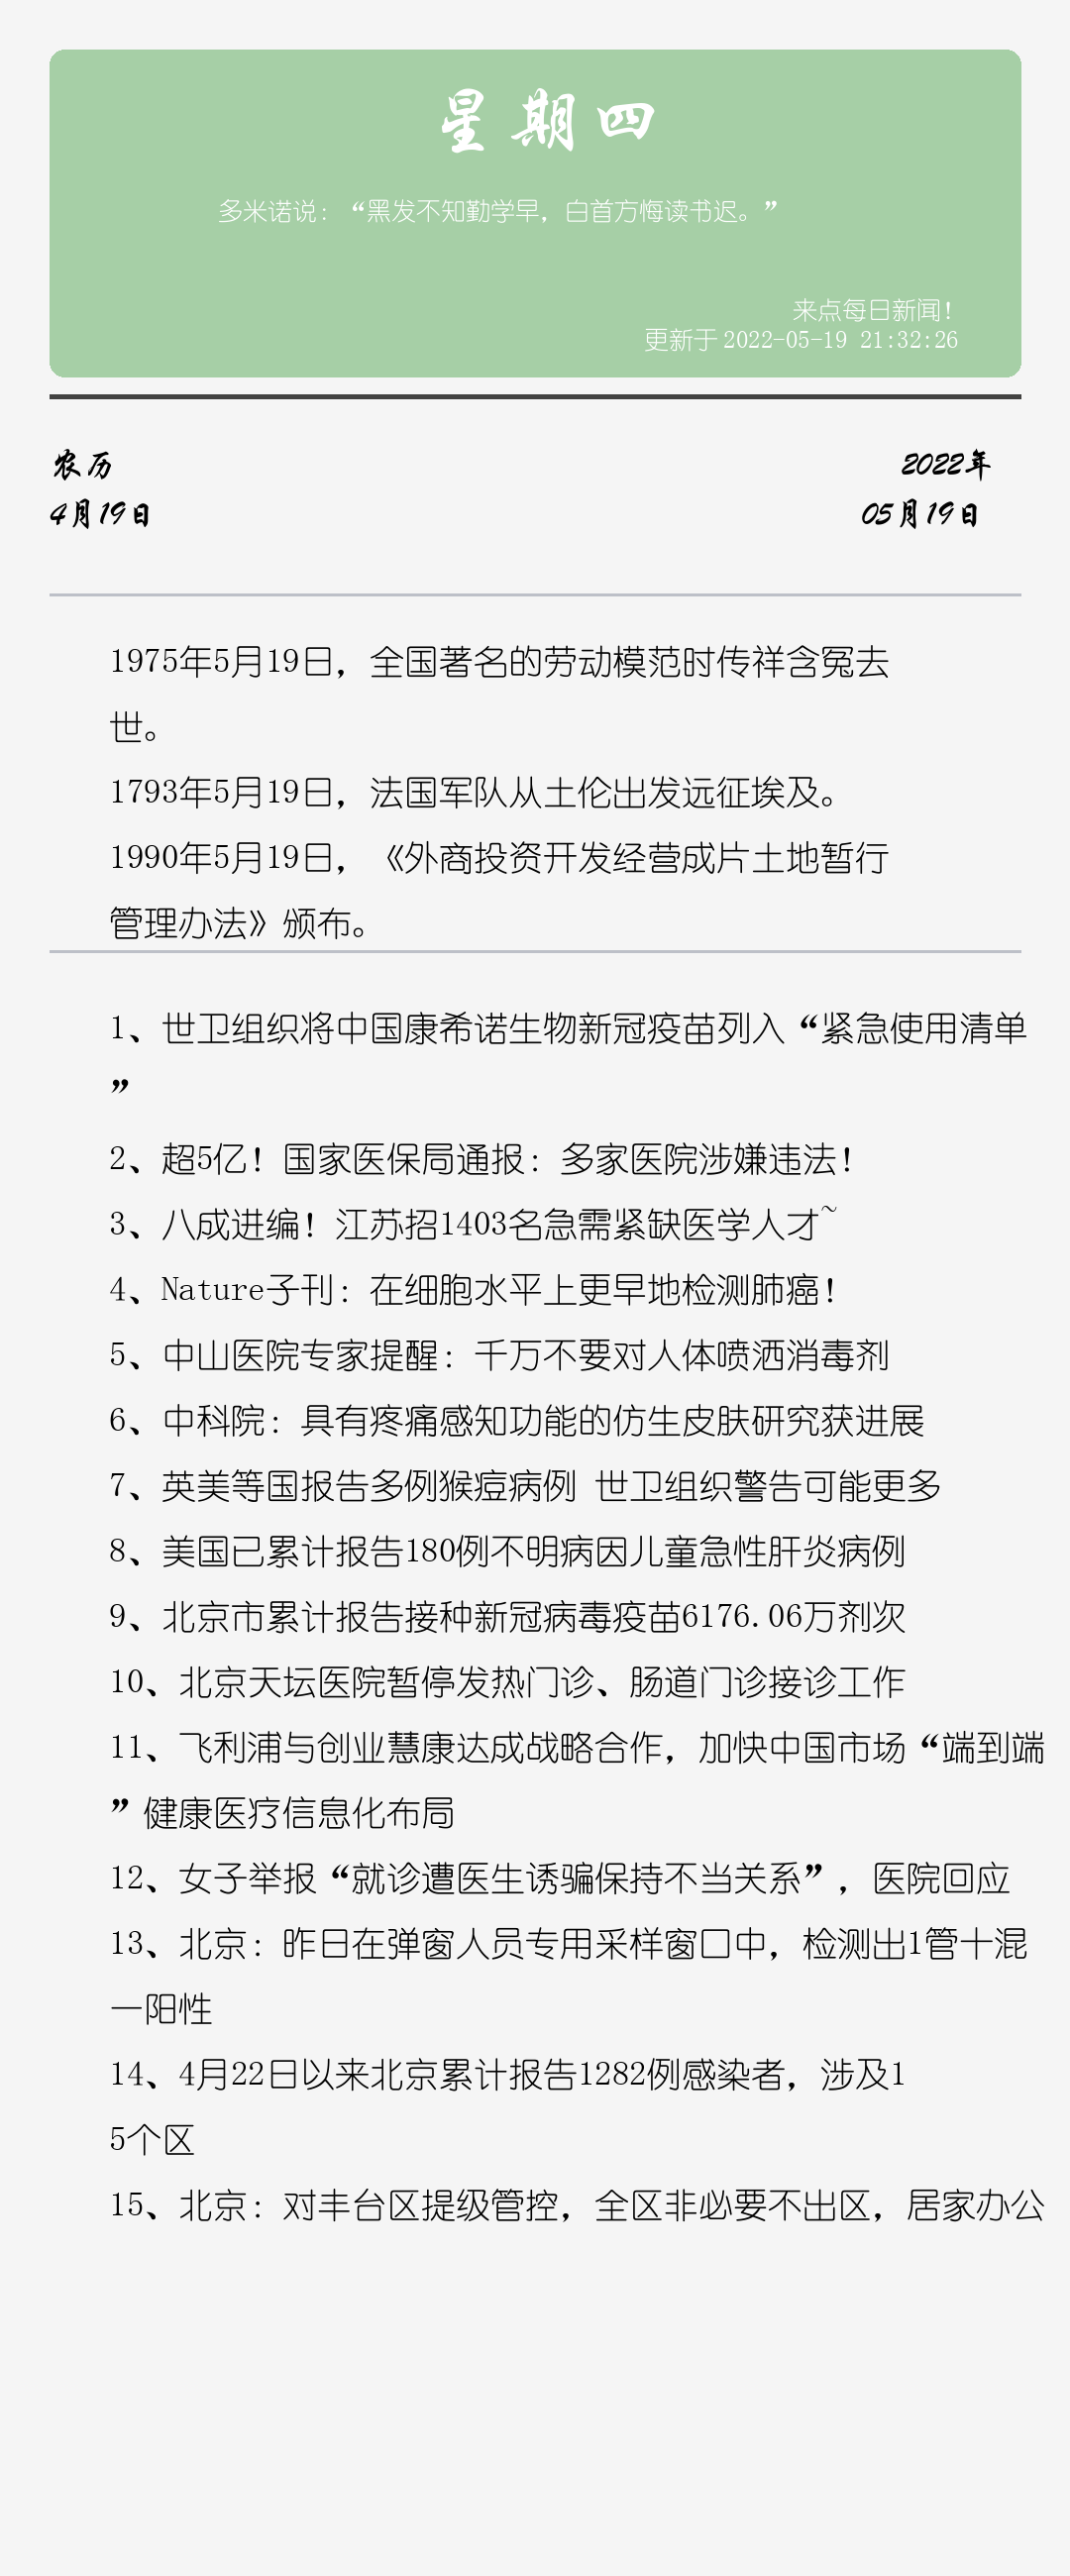 星期四
多米诺说：“黑发不知勤学早，白首方悔读书迟。”
来点每日新闻！
更新于 2022-05-19 21:32:26
农历
2022年
4月19日
05月19日
1975年5月19日，全国著名的劳动模范时传祥含冤去
世。
1793年5月19日，法国军队从土伦出发远征埃及。
1990年5月19日，《外商投资开发经营成片土地暂行
管理办法》颁布。
1、世卫组织将中国康希诺生物新冠疫苗列入“紧急使用清单
”
2、超5亿！国家医保局通报：多家医院涉嫌违法！
3、八成进编！江苏招1403名急需紧缺医学人才~
4、Nature子刊：在细胞水平上更早地检测肺癌！
5、中山医院专家提醒：千万不要对人体喷洒消毒剂
6、中科院：具有疼痛感知功能的仿生皮肤研究获进展
7、英美等国报告多例猴痘病例 世卫组织警告可能更多
8、美国已累计报告180例不明病因儿童急性肝炎病例
9、北京市累计报告接种新冠病毒疫苗6176.06万剂次
10、北京天坛医院暂停发热门诊、肠道门诊接诊工作
11、飞利浦与创业慧康达成战略合作，加快中国市场“端到端
”健康医疗信息化布局
12、女子举报“就诊遭医生诱骗保持不当关系”，医院回应
13、北京：昨日在弹窗人员专用采样窗口中，检测出1管十混
一阳性
14、4月22日以来北京累计报告1282例感染者，涉及1
5个区
15、北京：对丰台区提级管控，全区非必要不出区，居家办公